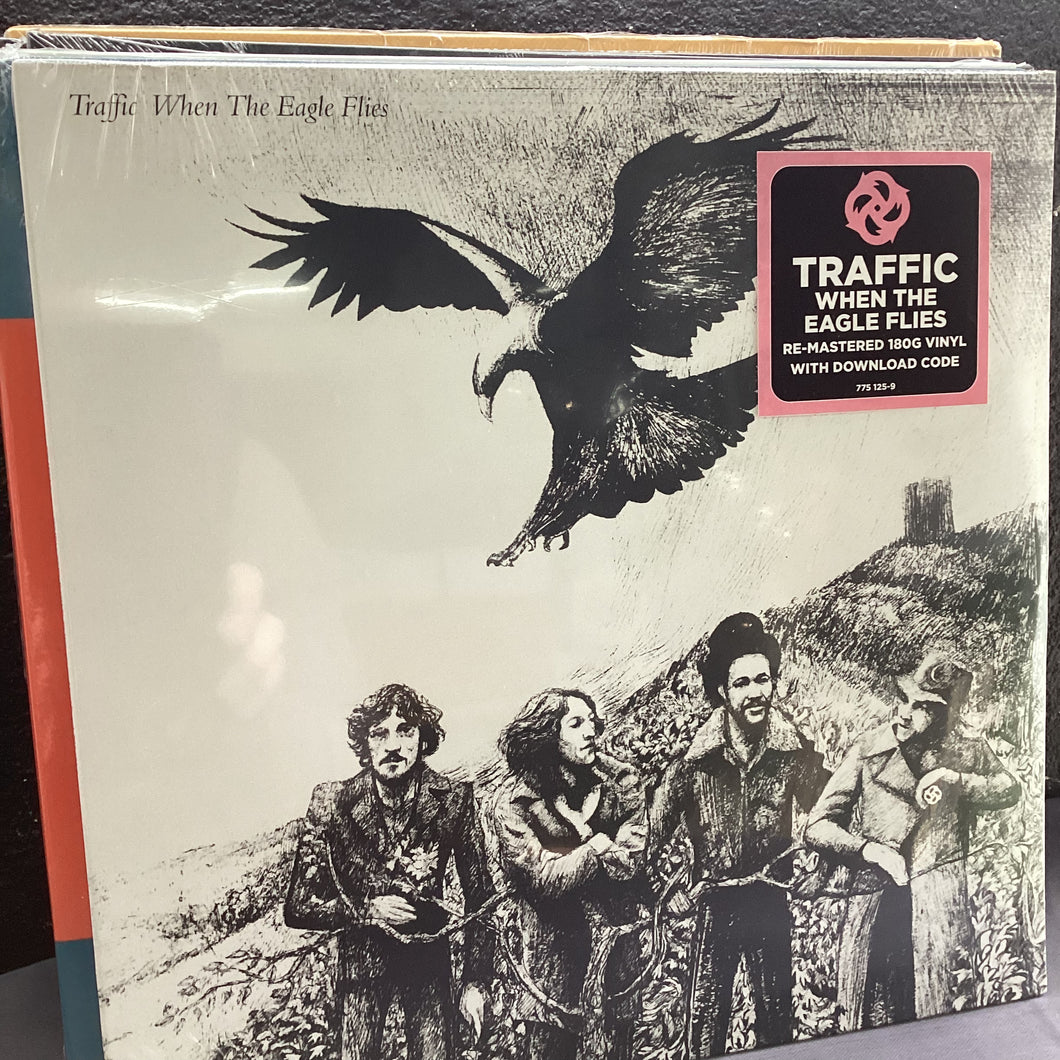 Traffic When The Eagle Flies
TRAFFIC
WHEN THE
EAGLE FLIES
RE-MASTERED 180G VINYL
WITH DOWNLOAD CODE
775 125-9